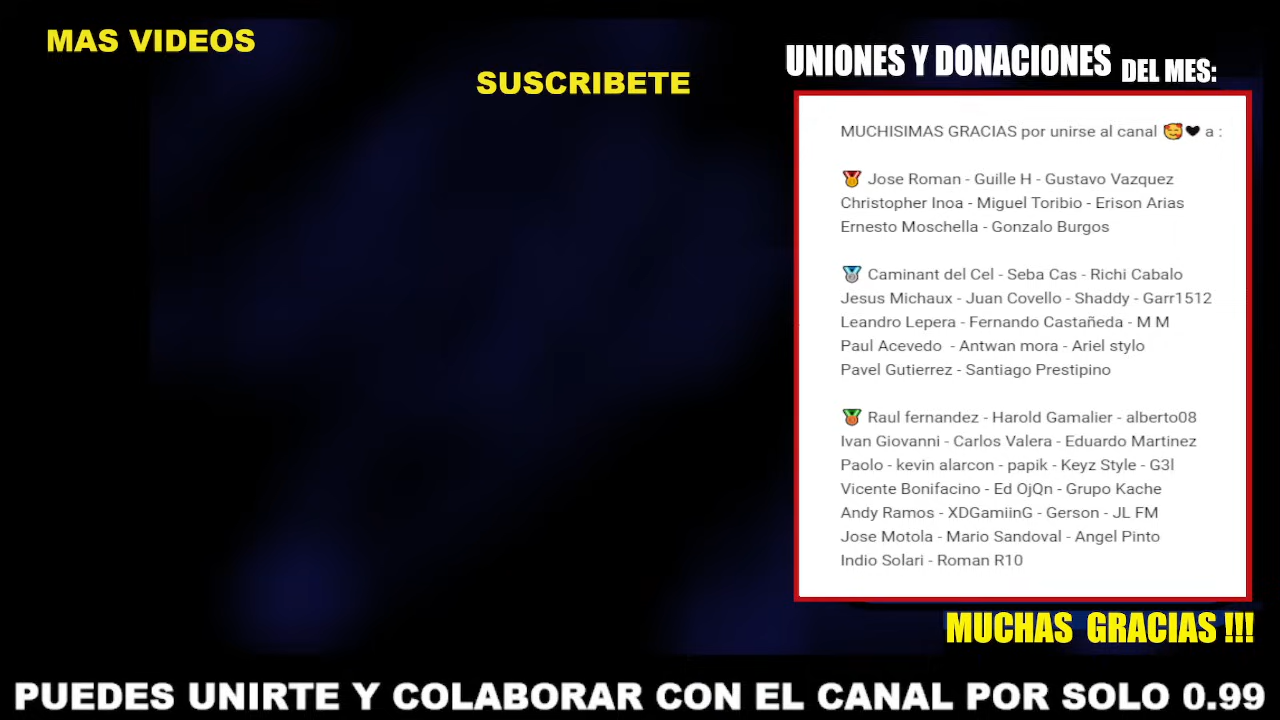 MAS VIDEOS
SUSCRIBETE
UNIONES Y DONACIONES DEL MES:
MUCHISIMAS GRACIAS por unirse al canal 🥰🖤 a :
🏅 Jose Roman - Guille H - Gustavo Vazquez
Christopher Inoa - Miguel Toribio - Erison Arias
Ernesto Moschella - Gonzalo Burgos
🥈 Caminant del Cel - Seba Cas - Richi Cabalo
Jesus Michaux - Juan Covello - Shaddy - Garr1512
Leandro Lepera - Fernando Castañeda - M M
Paul Acevedo - Antwan mora - Ariel stylo
Pavel Gutierrez - Santiago Prestipino
🥉 Raul fernandez - Harold Gamalier - alberto08
Ivan Giovanni - Carlos Valera - Eduardo Martinez
Paolo - kevin alarcon - papik - Keyz Style - G3l
Vicente Bonifacino - Ed OjQn - Grupo Kache
Andy Ramos - XDGamiinG - Gerson - JL FM
Jose Motola - Mario Sandoval - Angel Pinto
Indio Solari - Roman R10
MUCHAS GRACIAS !!!
PUEDES UNIRTE Y COLABORAR CON EL CANAL POR SOLO 0.99